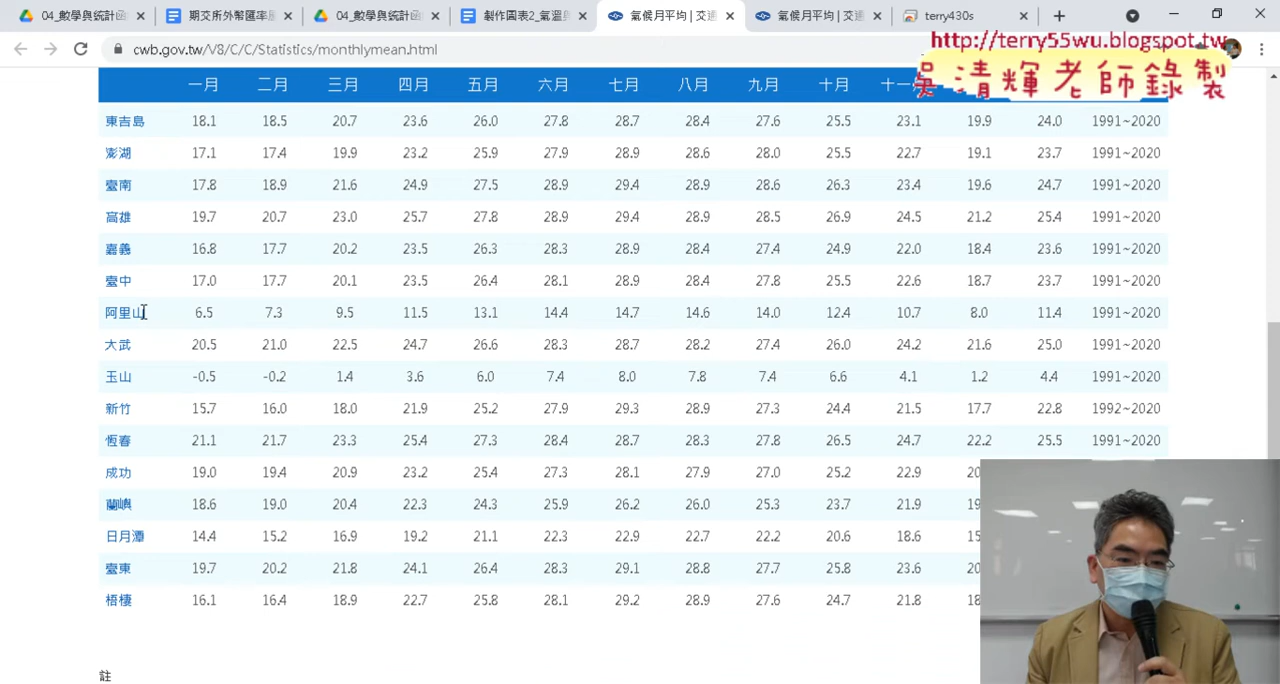 04_數學與統計函
期交所外幣匯率
04_數學與統計函
製作圖表2_氣溫
氣候月平均 | 交通
氣候月平均 | 交通
terry430s
cwb.gov.tw/V8/C/C/Statistics/monthlymean.html
http://terry55wu.blogspot.tw
吳清輝老師錄製
一月 二月 三月 四月 五月 六月 七月 八月 九月 十月 十一
東吉島 18.1 18.5 20.7 23.6 26.0 27.8 28.7 28.4 27.6 25.5 23.1 19.9 24.0 1991~2020
澎湖 17.1 17.4 19.9 23.2 25.9 27.9 28.9 28.6 28.0 25.5 22.7 19.1 23.7 1991~2020
臺南 17.8 18.9 21.6 24.9 27.5 28.9 29.4 28.9 28.6 26.3 23.4 19.6 24.7 1991~2020
高雄 19.7 20.7 23.0 25.7 27.8 28.9 29.4 28.9 28.5 26.9 24.5 21.2 25.4 1991~2020
嘉義 16.8 17.7 20.2 23.5 26.3 28.3 28.9 28.4 27.4 24.9 22.0 18.4 23.6 1991~2020
臺中 17.0 17.7 20.1 23.5 26.4 28.1 28.9 28.4 27.8 25.5 22.6 18.7 23.7 1991~2020
阿里山 6.5 7.3 9.5 11.5 13.1 14.4 14.7 14.6 14.0 12.4 10.7 8.0 11.4 1991~2020
大武 20.5 21.0 22.5 24.7 26.6 28.3 28.7 28.2 27.4 26.0 24.2 21.6 25.0 1991~2020
玉山 -0.5 -0.2 1.4 3.6 6.0 7.4 8.0 7.8 7.4 6.6 4.1 1.2 4.4 1991~2020
新竹 15.7 16.0 18.0 21.9 25.2 27.9 29.3 28.9 27.3 24.4 21.5 17.7 22.8 1992~2020
恆春 21.1 21.7 23.3 25.4 27.3 28.4 28.7 28.3 27.8 26.5 24.7 22.2 25.5 1991~2020
成功 19.0 19.4 20.9 23.2 25.4 27.3 28.1 27.9 27.0 25.2 22.9 20
蘭嶼 18.6 19.0 20.4 22.3 24.3 25.9 26.2 26.0 25.3 23.7 21.9 19
日月潭 14.4 15.2 16.9 19.2 21.1 22.3 22.9 22.7 22.2 20.6 18.6 15
臺東 19.7 20.2 21.8 24.1 26.4 28.3 29.1 28.8 27.7 25.8 23.6 20
梧棲 16.1 16.4 18.9 22.7 25.8 28.1 29.2 28.9 27.6 24.7 21.8 18
註